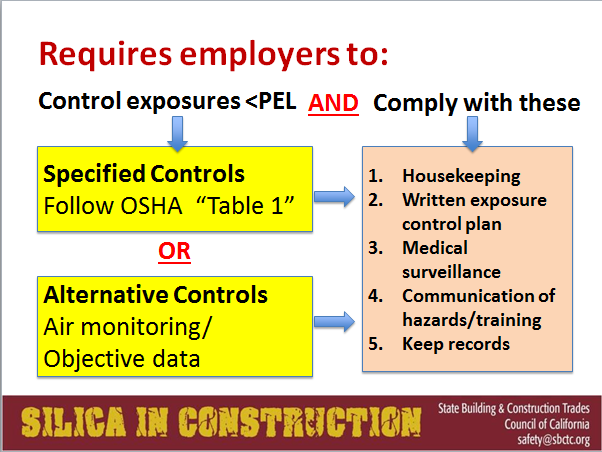 Requires employers to:
Control exposures <PEL AND Comply with these
Specified Controls
Follow OSHA “Table 1”
OR
Alternative Controls
Air monitoring/
Objective data
1. Housekeeping
2. Written exposure
control plan
3. Medical
surveillance
4. Communication of
hazards/training
5. Keep records
SILICA IN CONSTRUCTION
State Building & Construction Trades
Council of California
safety@sbctc.org